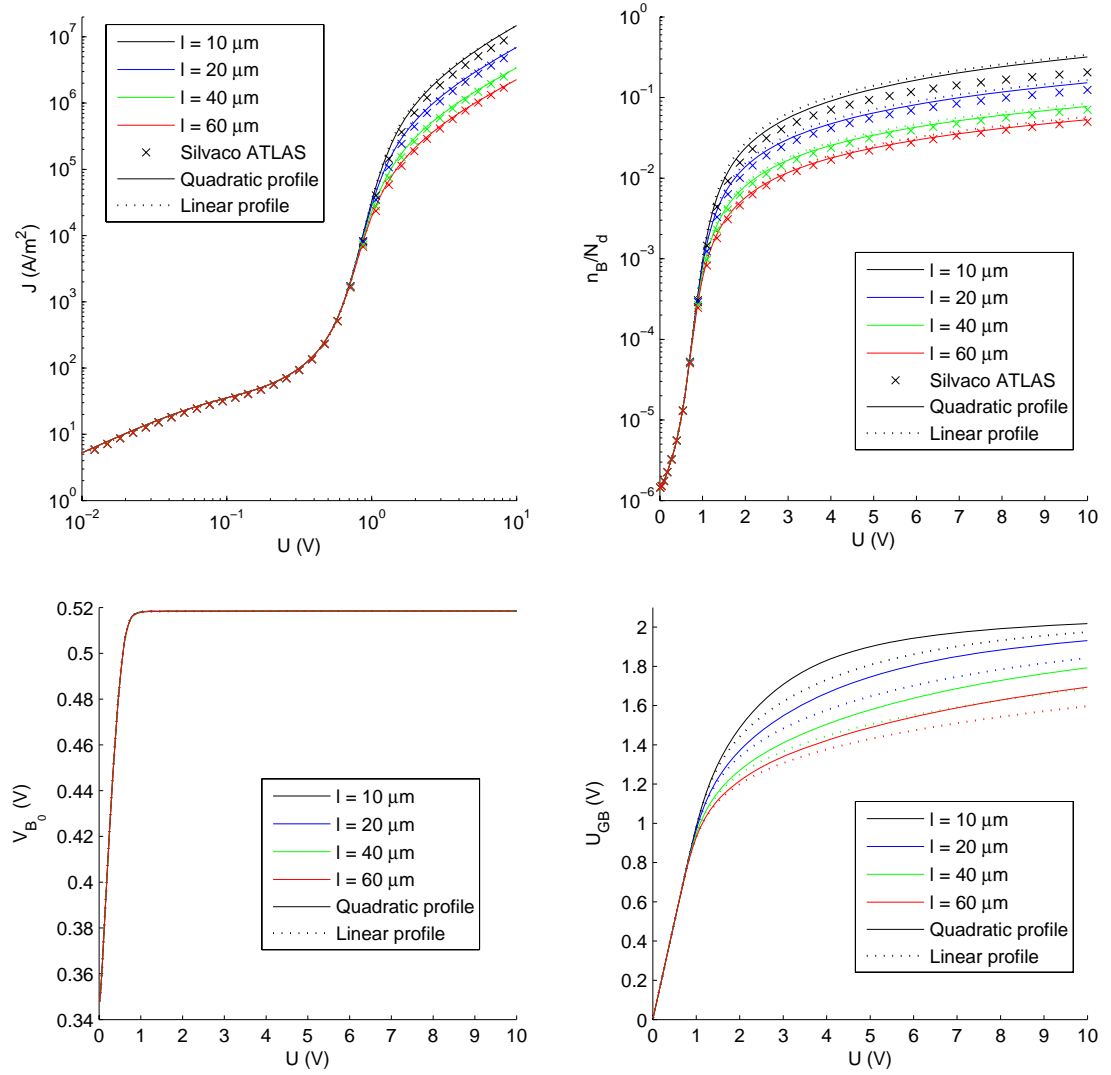 10^7
10^6
10^5
10^4
10^3
10^2
10^1
10^0
J (A/m^2)
l = 10 μm
l = 20 μm
l = 40 μm
l = 60 μm
Silvaco ATLAS
Quadratic profile
Linear profile
10^−2
10^−1
10^0
10^1
U (V)
10^0
10^−1
10^−2
10^−3
10^−4
10^−5
10^−6
n_B/N_d
l = 10 μm
l = 20 μm
l = 40 μm
l = 60 μm
Silvaco ATLAS
Quadratic profile
Linear profile
0 1 2 3 4 5 6 7 8 9 10
U (V)
0.52
0.5
0.48
0.46
0.44
0.42
0.4
0.38
0.36
0.34
V_B_0 (V)
l = 10 μm
l = 20 μm
l = 40 μm
l = 60 μm
Quadratic profile
Linear profile
0 1 2 3 4 5 6 7 8 9 10
U (V)
2
1.8
1.6
1.4
1.2
1
0.8
0.6
0.4
0.2
0
U_GB (V)
l = 10 μm
l = 20 μm
l = 40 μm
l = 60 μm
Quadratic profile
Linear profile
0 1 2 3 4 5 6 7 8 9 10
U (V)